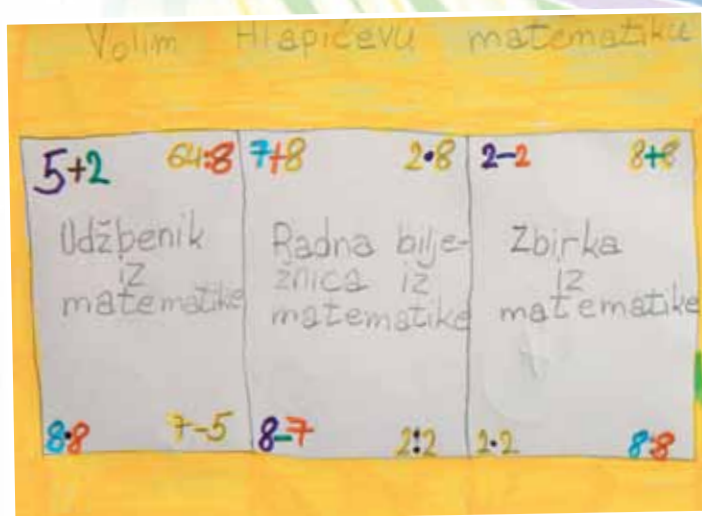 Volim Hlapićevu matematiku
5+2 64:8 7+8 2·8 2-2 8+8
Udžbenik
iz
matematike
Radna bilje-
žnica iz
matematike
Zbirka
iz
matematike
8·8 7-5 8-7 2:2 2·2 8:8